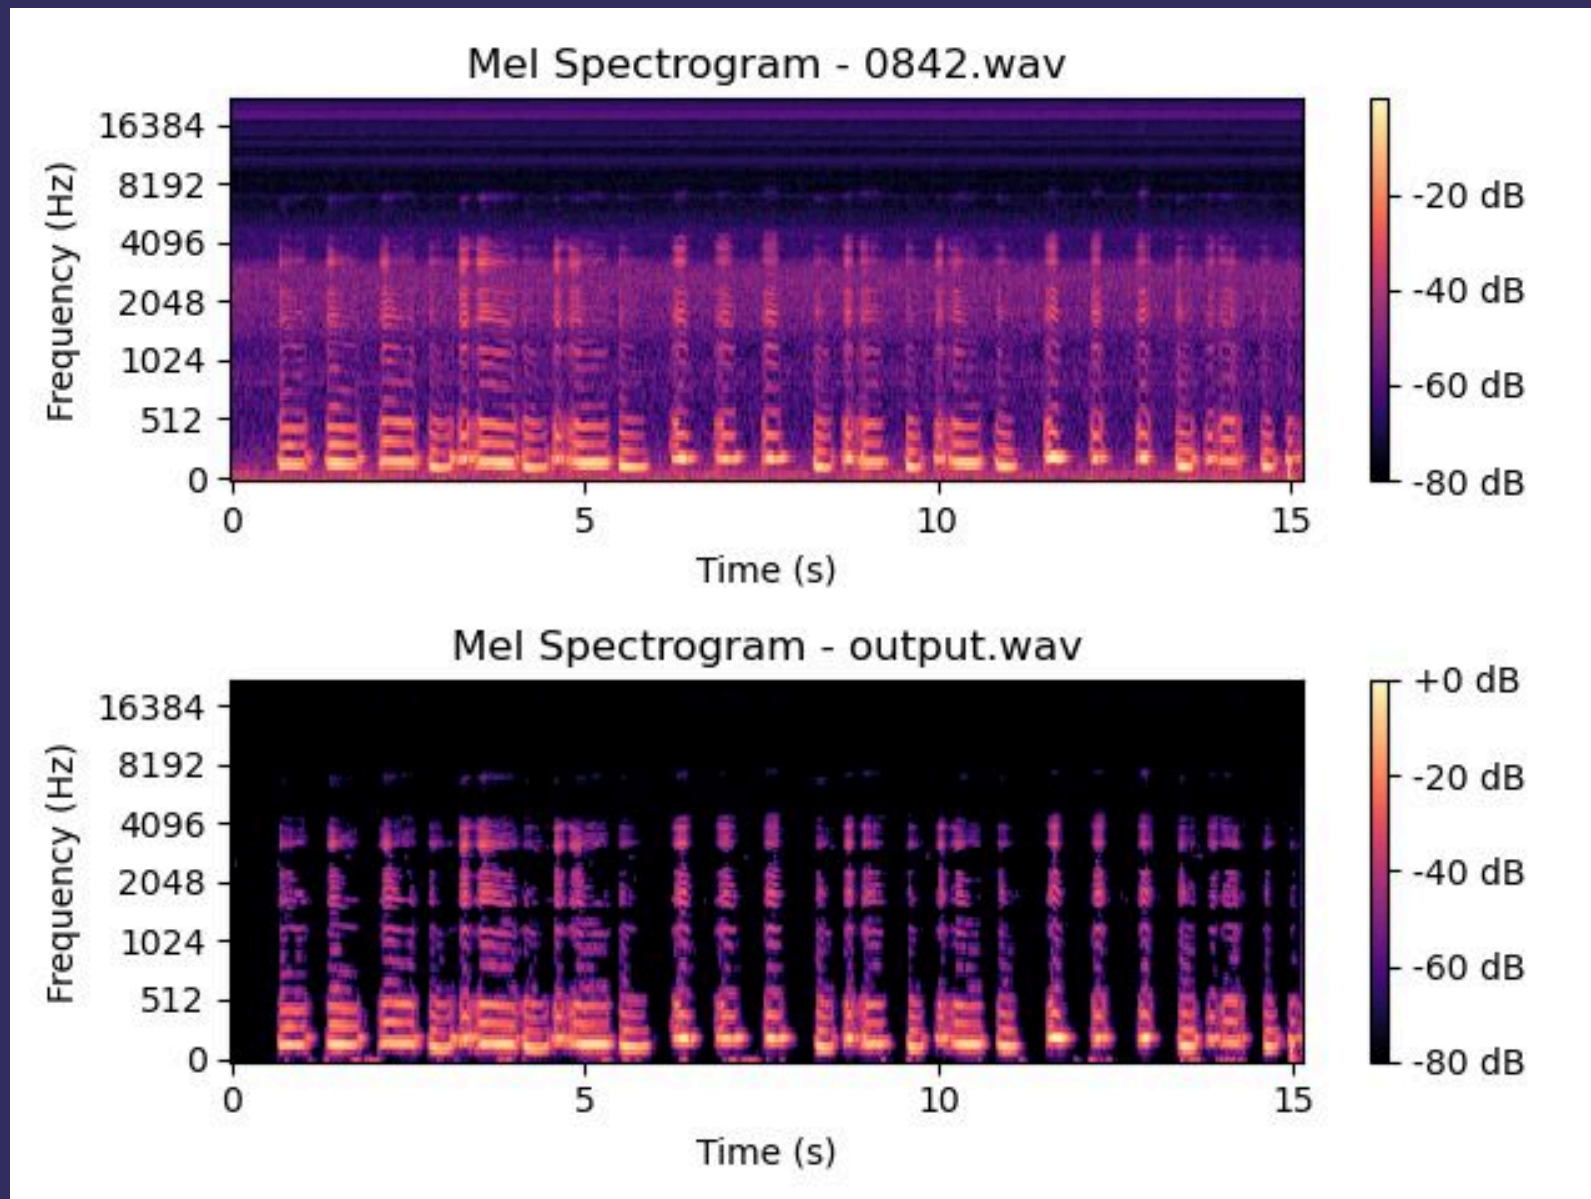 Mel Spectrogram - 0842.wav
Frequency (Hz)
16384
8192
4096
2048
1024
512
0
0 5 10 15
Time (s)
-20 dB
-40 dB
-60 dB
-80 dB
Mel Spectrogram - output.wav
Frequency (Hz)
16384
8192
4096
2048
1024
512
0
0 5 10 15
Time (s)
+0 dB
-20 dB
-40 dB
-60 dB
-80 dB